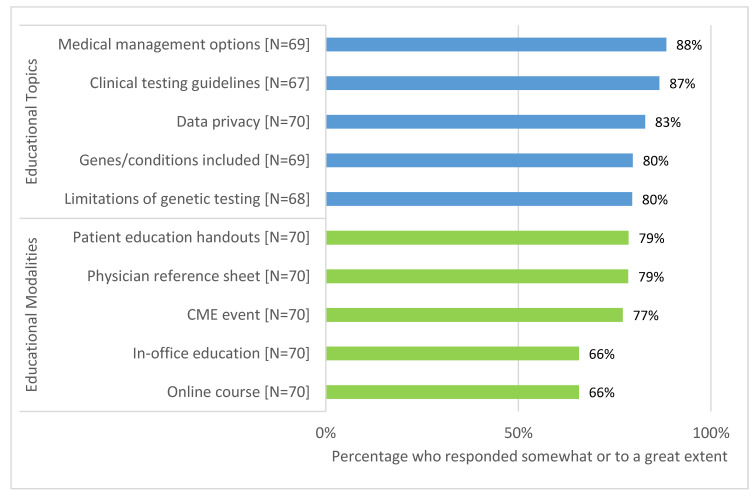 Educational Topics
Medical management options [N=69] 88%
Clinical testing guidelines [N=67] 87%
Data privacy [N=70] 83%
Genes/conditions included [N=69] 80%
Limitations of genetic testing [N=68] 80%
Educational Modalities
Patient education handouts [N=70] 79%
Physician reference sheet [N=70] 79%
CME event [N=70] 77%
In-office education [N=70] 66%
Online course [N=70] 66%
0% 50% 100%
Percentage who responded somewhat or to a great extent